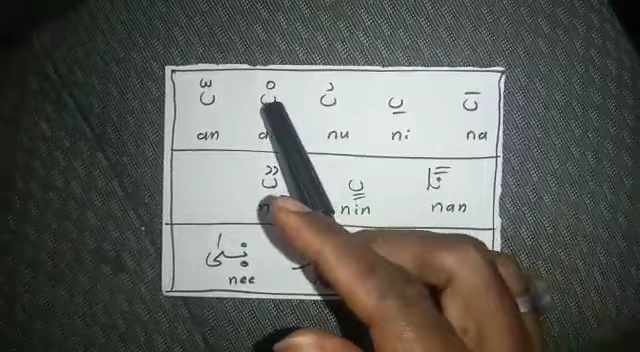 نَ نِ نُ نْ نّ
an nu ni na
نًا نٍ نٌ
nin nan
نِي
nee